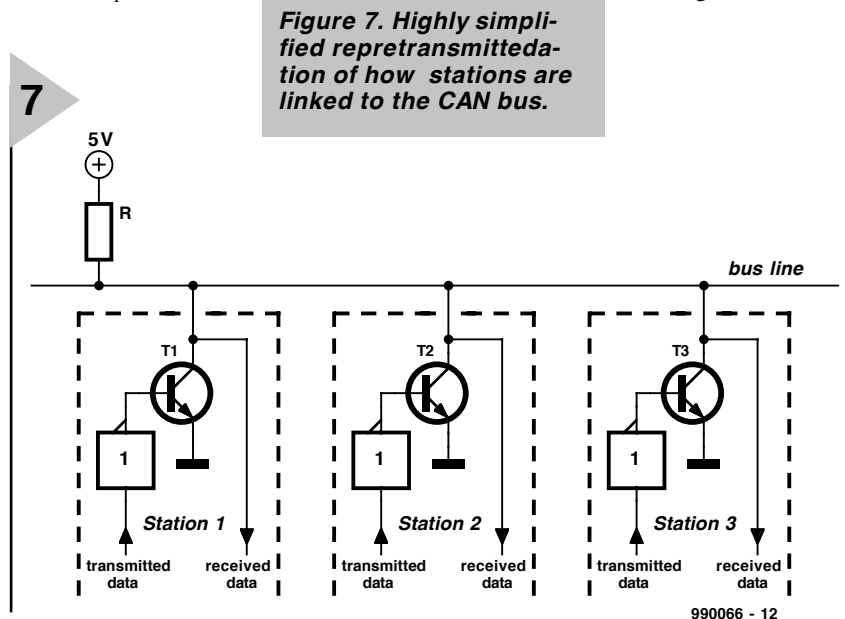 Figure 7. Highly simpli-
fied repretransmitteda-
tion of how stations are
linked to the CAN bus.
7
5V
R
bus line
T1
T2
T3
1
1
1
Station 1
Station 2
Station 3
transmitted
data
received
data
transmitted
data
received
data
transmitted
data
received
data
990066 - 12